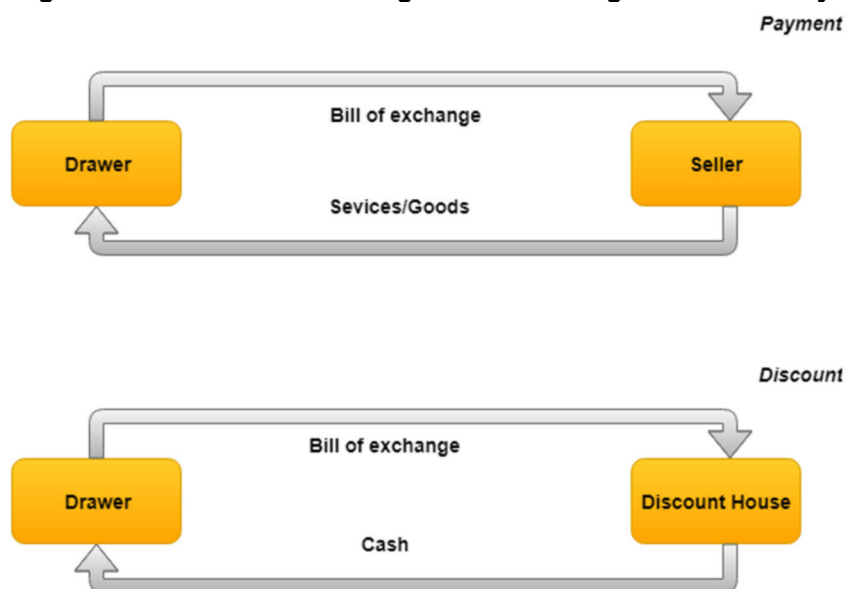 Payment
Bill of exchange
Drawer
Seller
Sevices/Goods
Discount
Bill of exchange
Drawer
Discount House
Cash